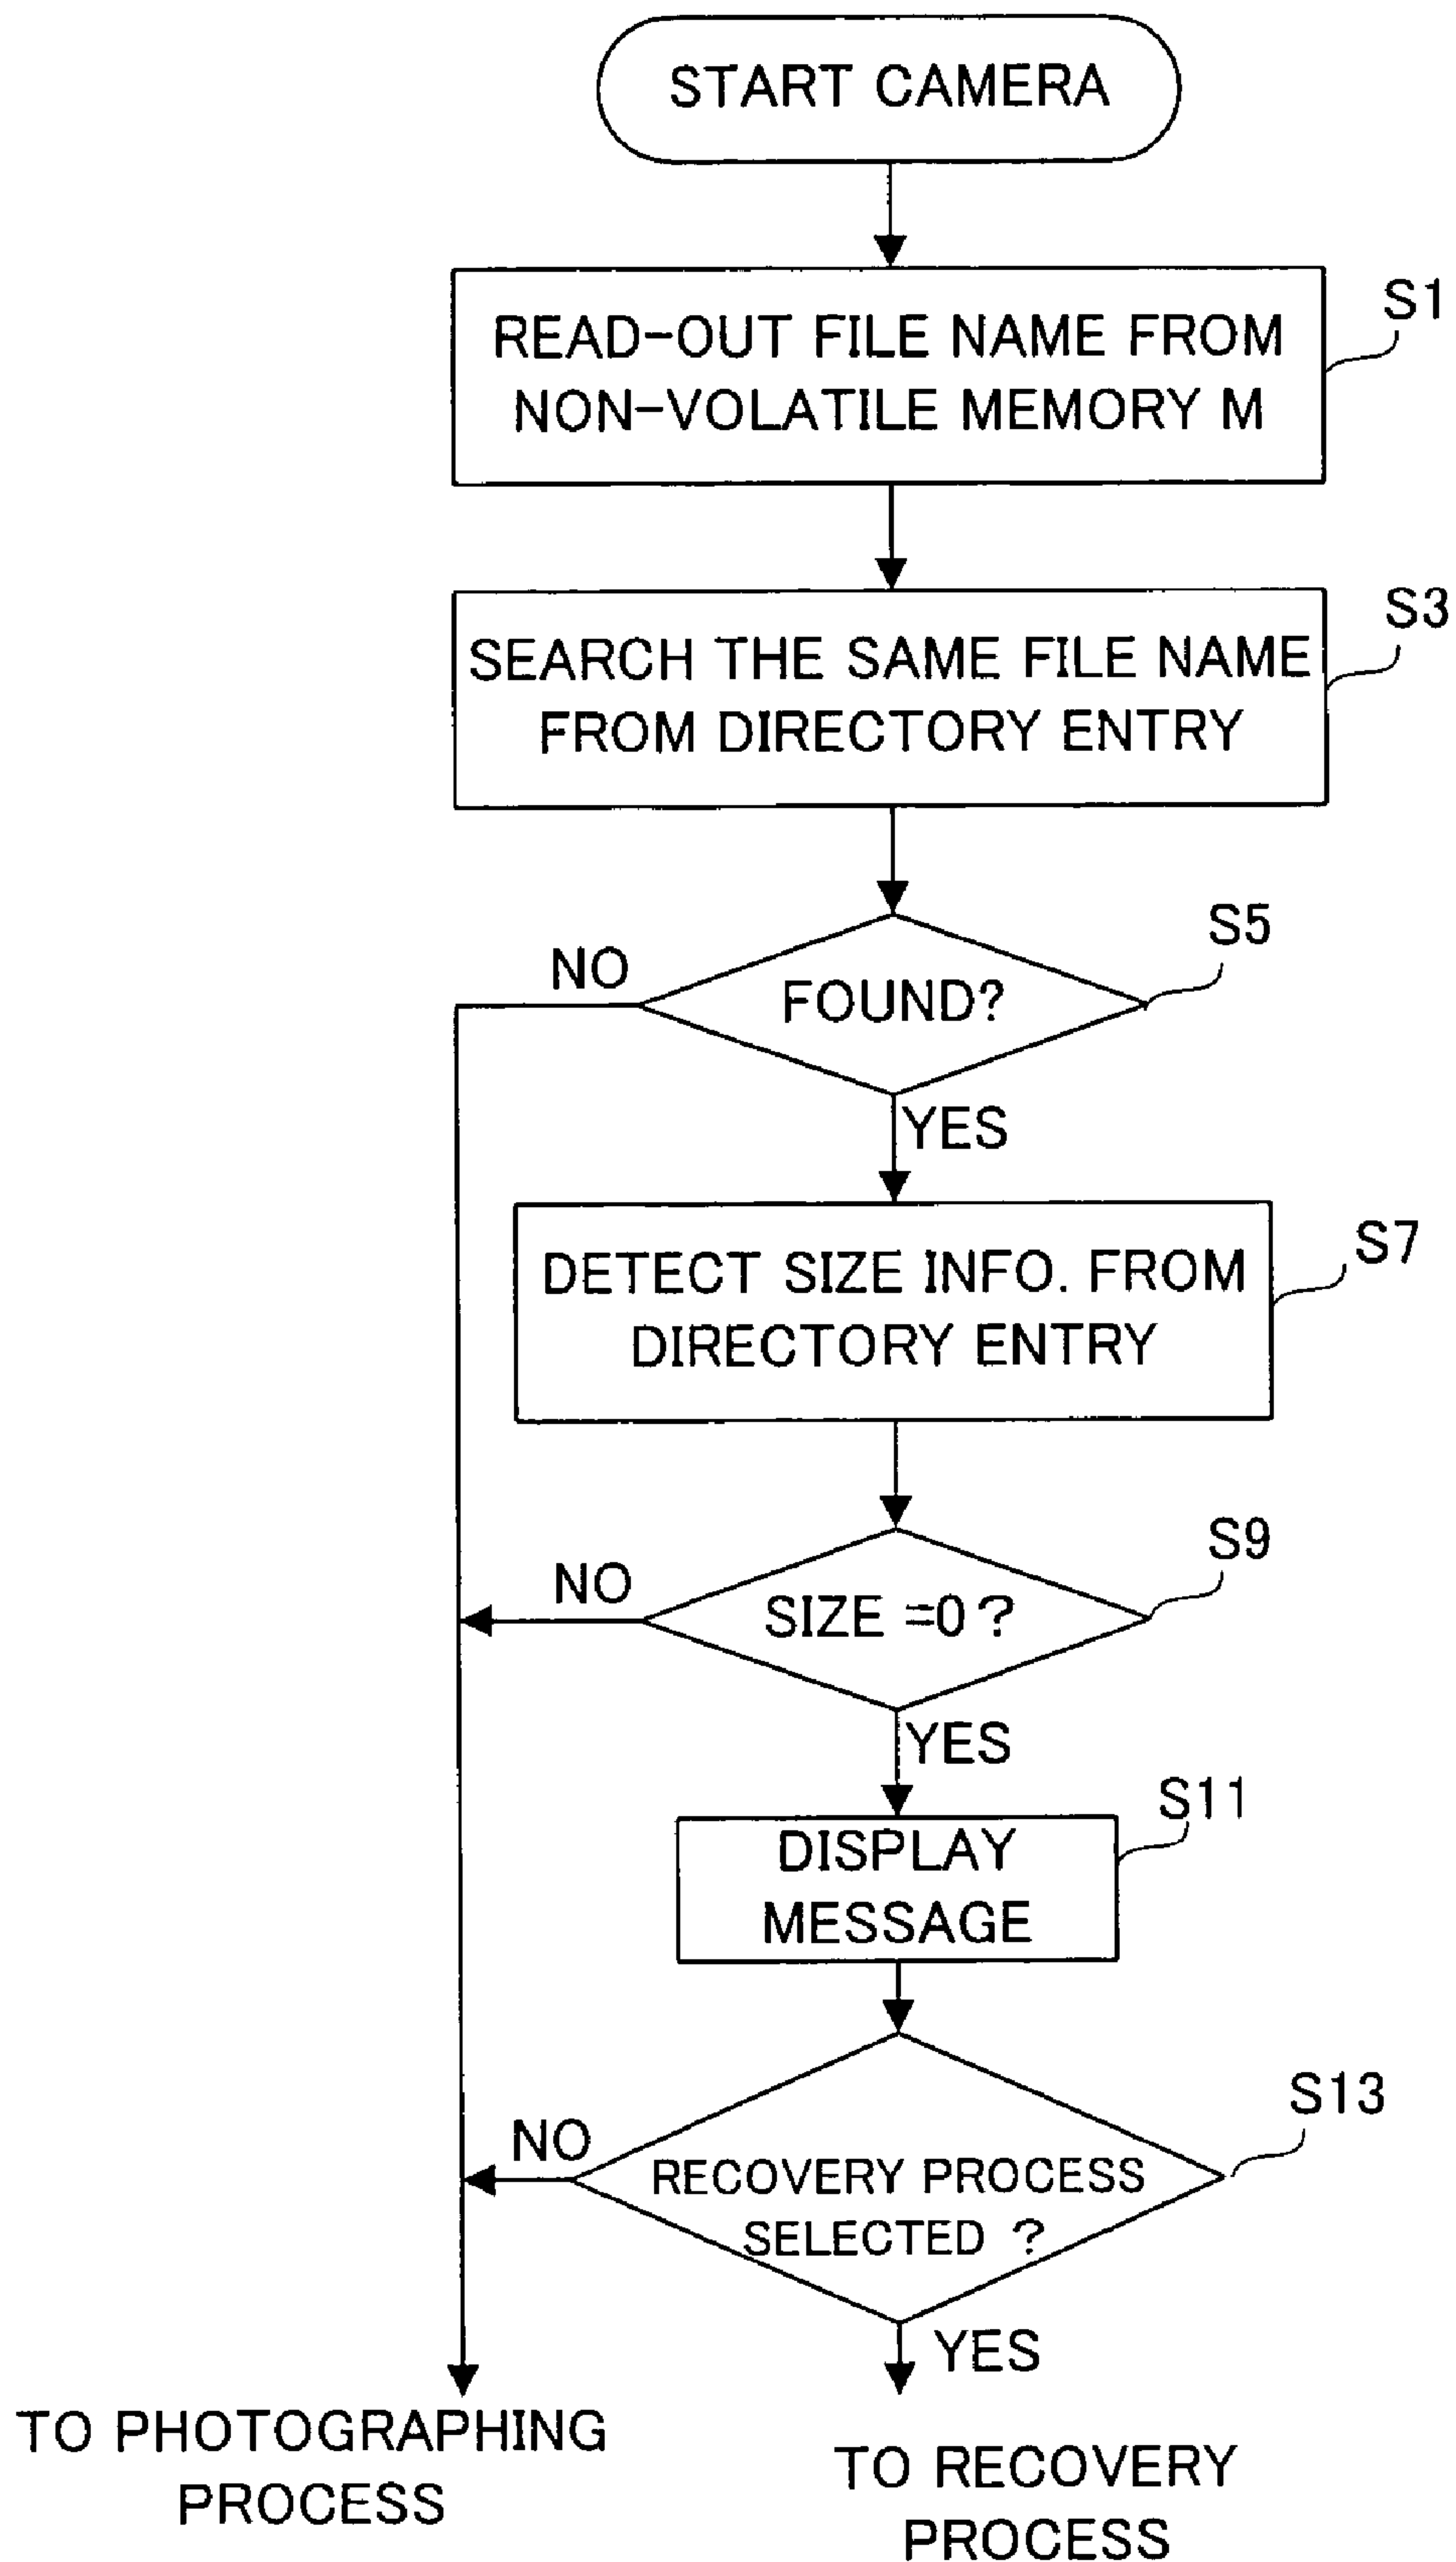 START CAMERA
S1
READ-OUT FILE NAME FROM
NON-VOLATILE MEMORY M
S3
SEARCH THE SAME FILE NAME
FROM DIRECTORY ENTRY
S5
NO
FOUND?
YES
S7
DETECT SIZE INFO. FROM
DIRECTORY ENTRY
S9
NO
SIZE =0 ?
YES
S11
DISPLAY
MESSAGE
S13
NO
RECOVERY PROCESS
SELECTED ?
YES
TO PHOTOGRAPHING
PROCESS
TO RECOVERY
PROCESS